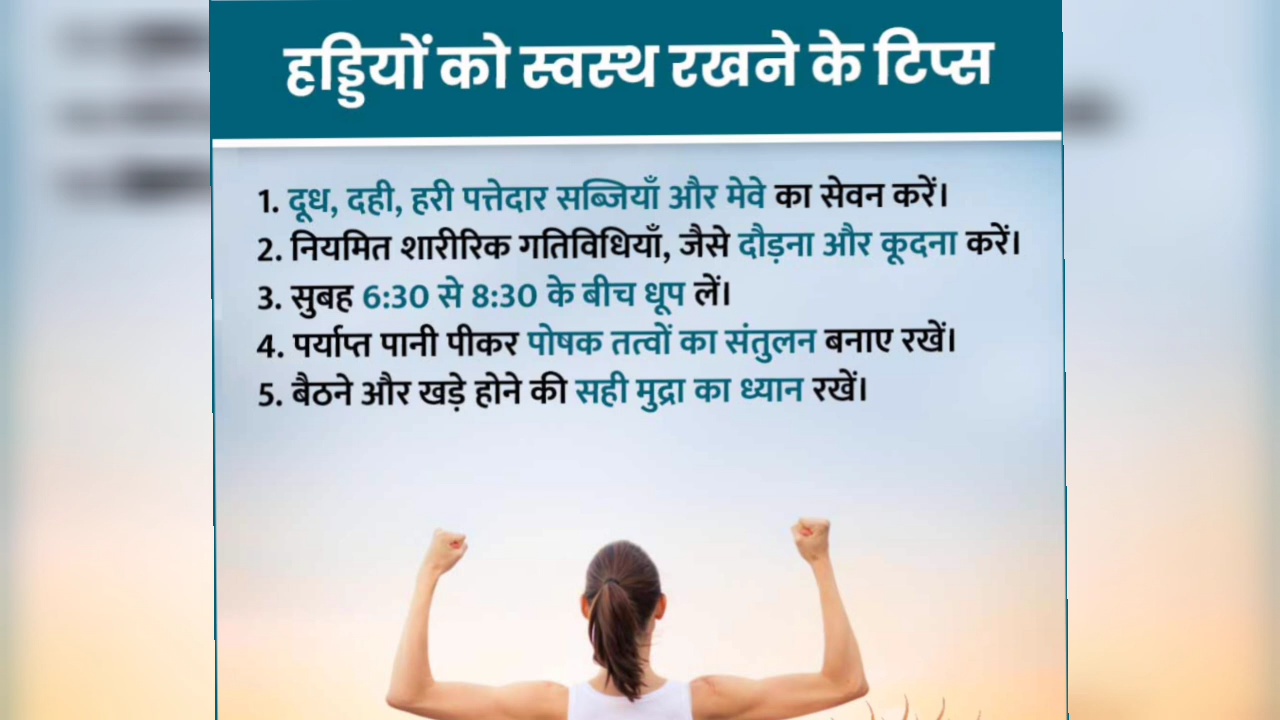 हड्डियों को स्वस्थ रखने के टिप्स
1. दूध, दही, हरी पत्तेदार सब्जियाँ और मेवे का सेवन करें।
2. नियमित शारीरिक गतिविधियाँ, जैसे दौड़ना और कूदना करें।
3. सुबह 6:30 से 8:30 के बीच धूप लें।
4. पर्याप्त पानी पीकर पोषक तत्वों का संतुलन बनाए रखें।
5. बैठने और खड़े होने की सही मुद्रा का ध्यान रखें।